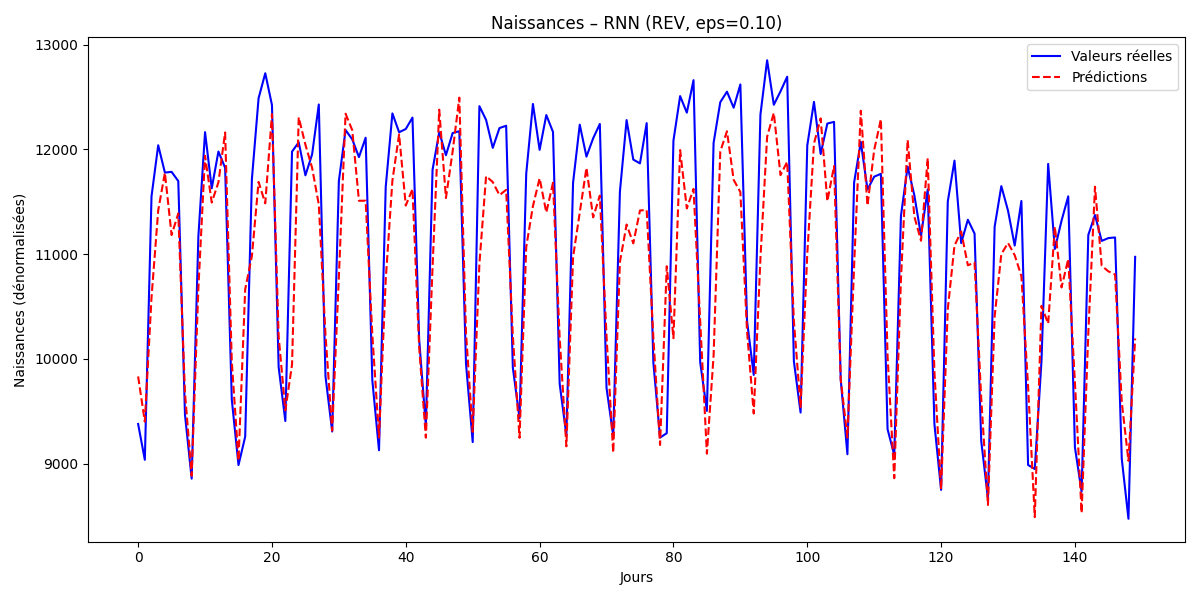 Naissances – RNN (REV, eps=0.10)
Valeurs réelles
Prédictions
Naissances (dénormalisées)
13000
12000
11000
10000
9000
0 20 40 60 80 100 120 140
Jours